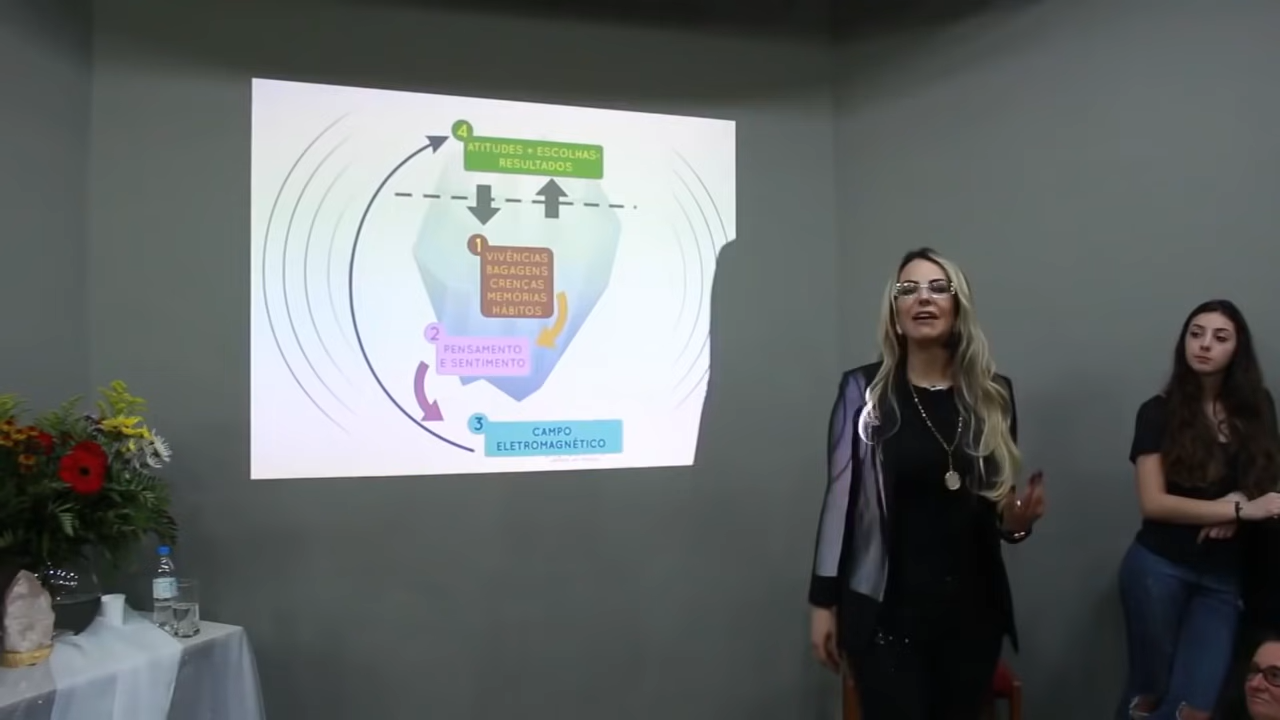 4
ATITUDES + ESCOLHAS=
RESULTADOS
1
VIVÊNCIAS
BAGAGENS
CRENÇAS
MEMÓRIAS
HÁBITOS
2
PENSAMENTO
E SENTIMENTO
3
CAMPO
ELETROMAGNÉTICO